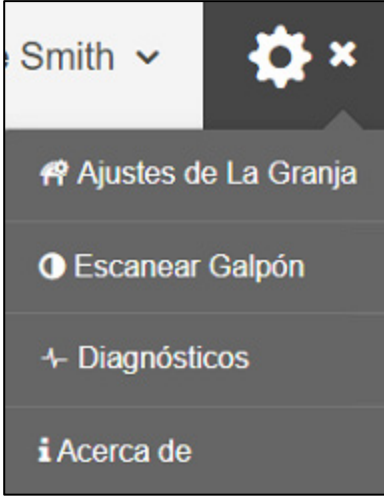 Smith
Ajustes de La Granja
Escanear Galpón
Diagnósticos
Acerca de